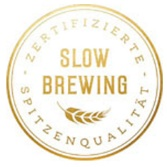 ZERTIFIZIERTE
SLOW
BREWING
SPITZENQUALITÄT